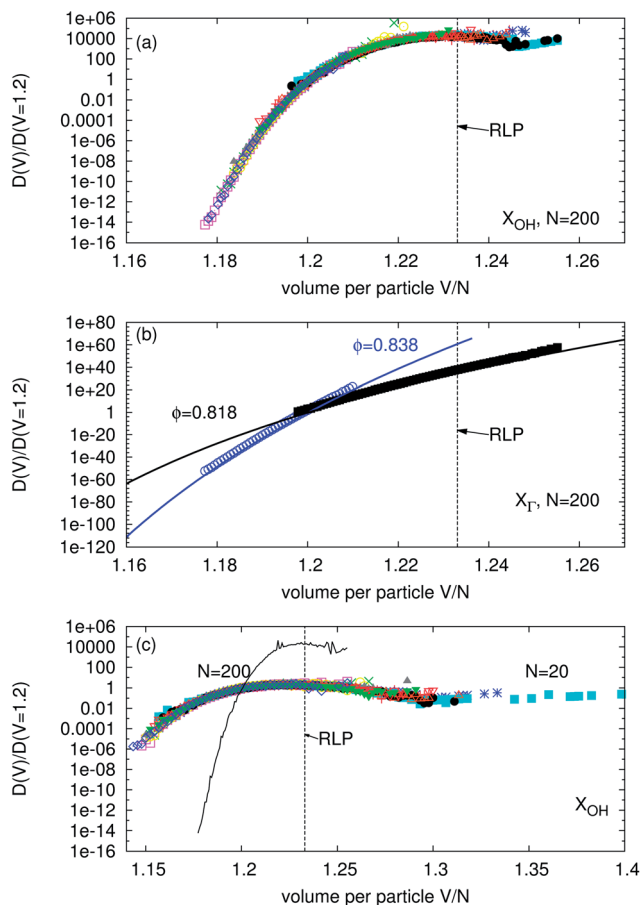 (a)
D(V)/D(V=1.2)
1e+06
10000
100
1
0.01
0.0001
1e-06
1e-08
1e-10
1e-12
1e-14
1e-16
RLP
X_OH, N=200
1.16 1.18 1.2 1.22 1.24 1.26
volume per particle V/N
(b)
D(V)/D(V=1.2)
1e+80
1e+60
1e+40
1e+20
1
1e-20
1e-40
1e-60
1e-80
1e-100
1e-120
ϕ=0.838
ϕ=0.818
RLP
X_Γ, N=200
1.16 1.18 1.2 1.22 1.24 1.26
volume per particle V/N
(c)
D(V)/D(V=1.2)
1e+06
10000
100
1
0.01
0.0001
1e-06
1e-08
1e-10
1e-12
1e-14
1e-16
N=200
N=20
RLP
X_OH
1.15 1.2 1.25 1.3 1.35 1.4
volume per particle V/N